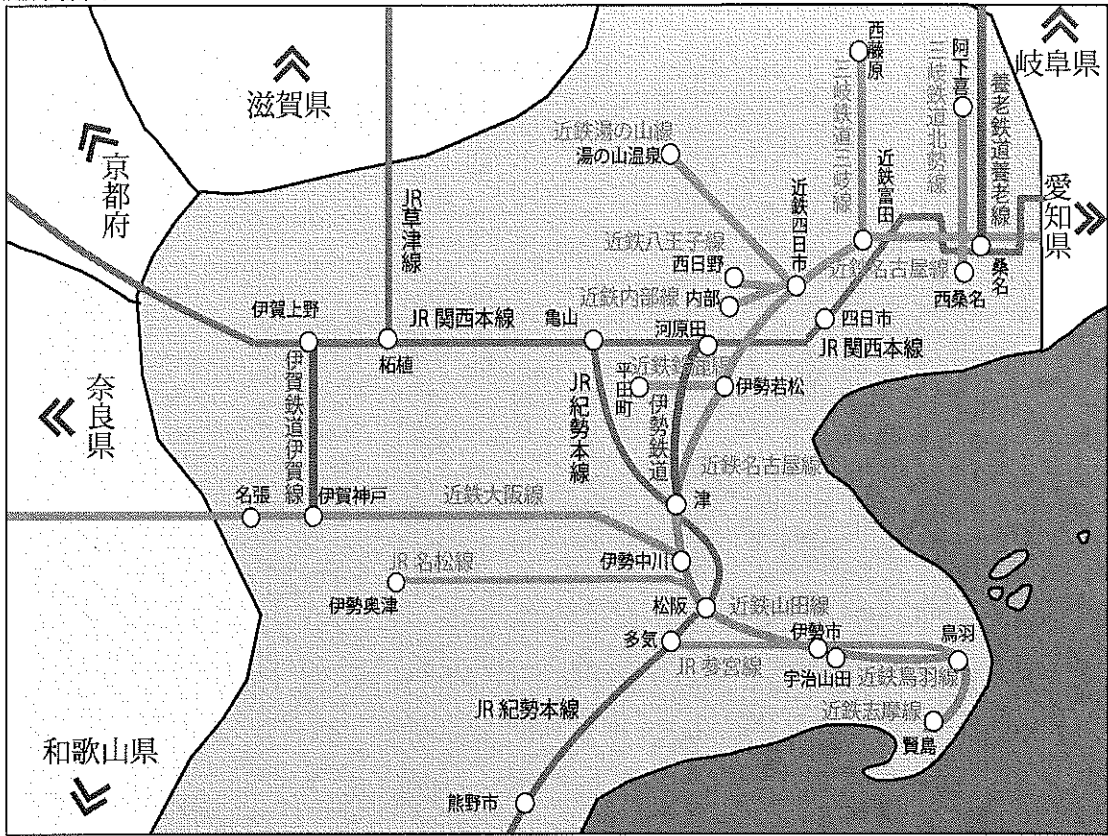 滋賀県
京都府
奈良県
和歌山県
岐阜県
愛知県
西藤原
三岐鉄道三岐線
阿下喜
三岐鉄道北勢線
養老鉄道養老線
近鉄湯の山線
湯の山温泉
近鉄富田
近鉄四日市
JR草津線
近鉄八王子線
西日野
近鉄内部線
内部
近鉄名古屋線
西桑名
桑名
伊賀上野
柘植
JR関西本線
亀山
河原田
四日市
JR関西本線
伊賀鉄道伊賀線
JR紀勢本線
平田町
伊勢鉄道
伊勢若松
近鉄名古屋線
名張
伊賀神戸
近鉄大阪線
津
伊勢中川
JR名松線
伊勢奥津
松阪
近鉄山田線
多気
伊勢市
鳥羽
JR参宮線
宇治山田
近鉄鳥羽線
JR紀勢本線
近鉄志摩線
賢島
熊野市